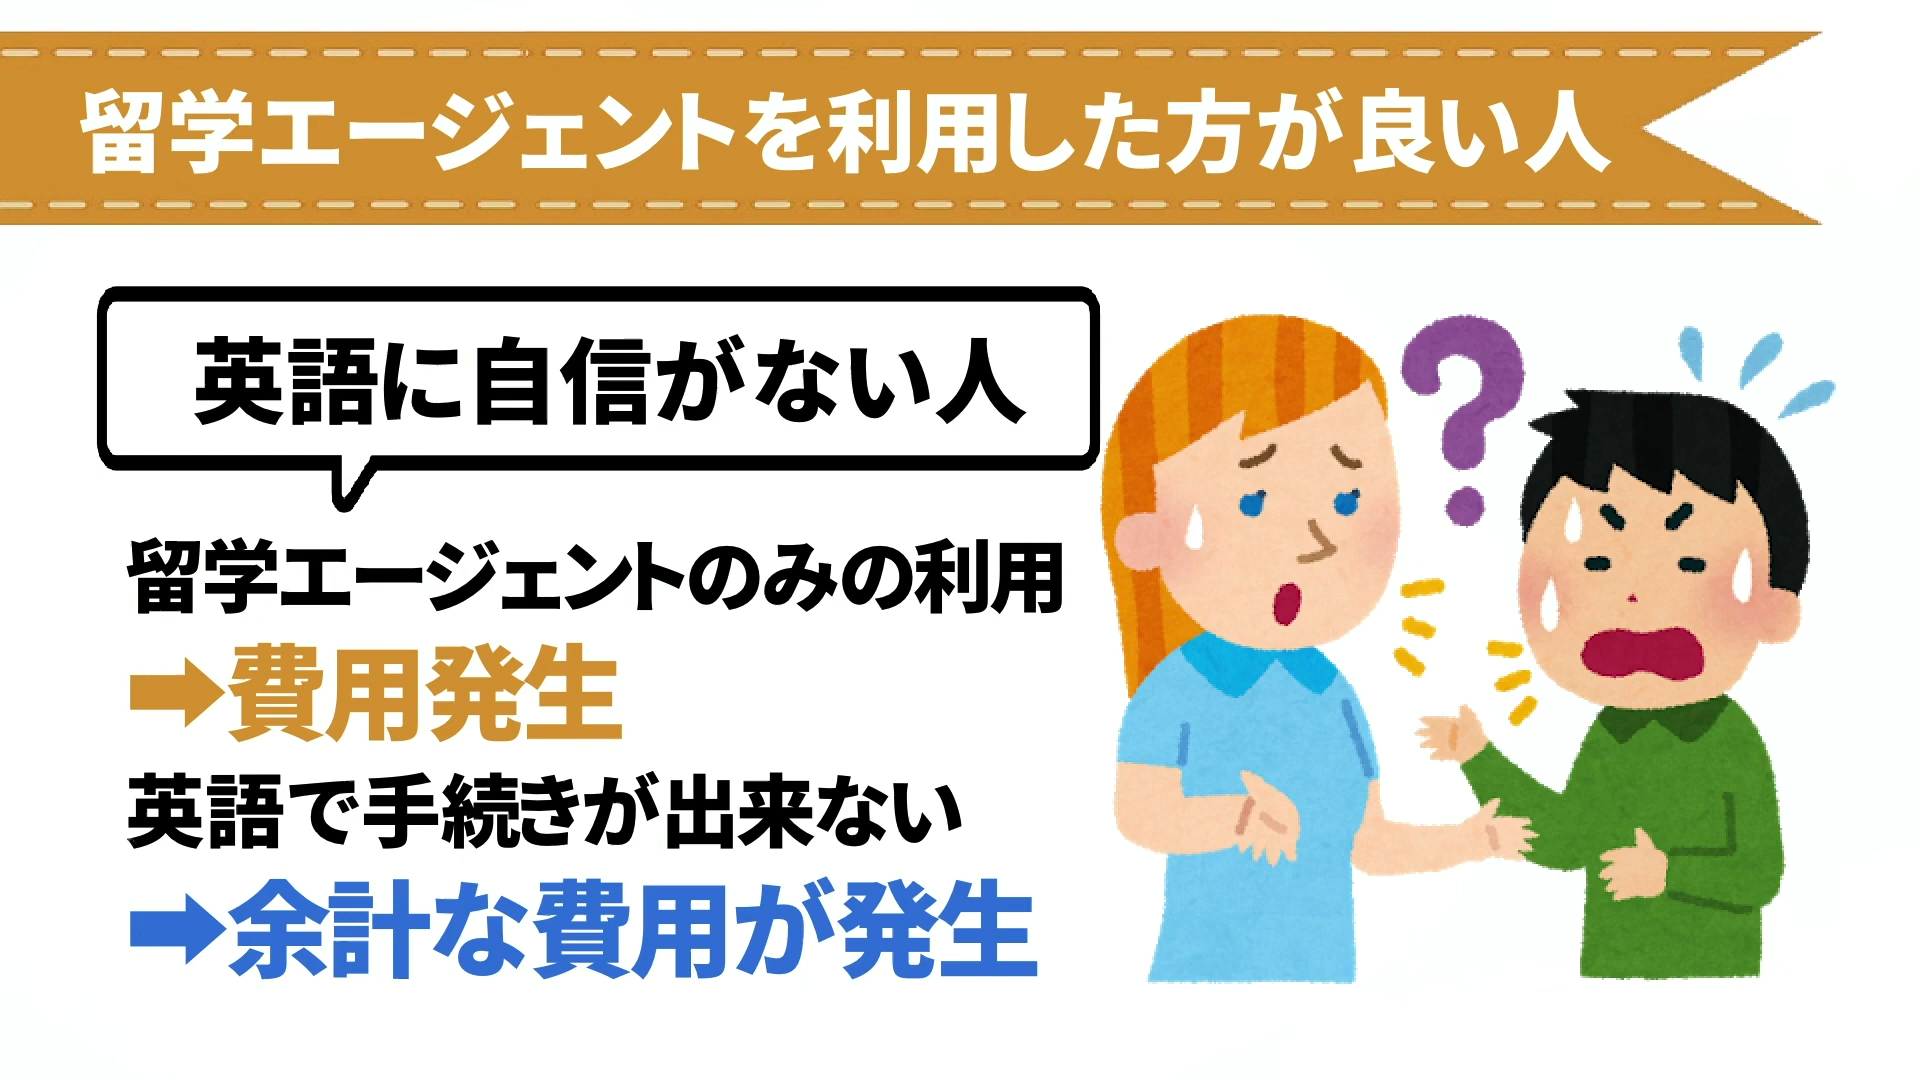 留学エージェントを利用した方が良い人
英語に自信がない人
留学エージェントのみの利用
➡費用発生
英語で手続きが出来ない
➡余計な費用が発生
?